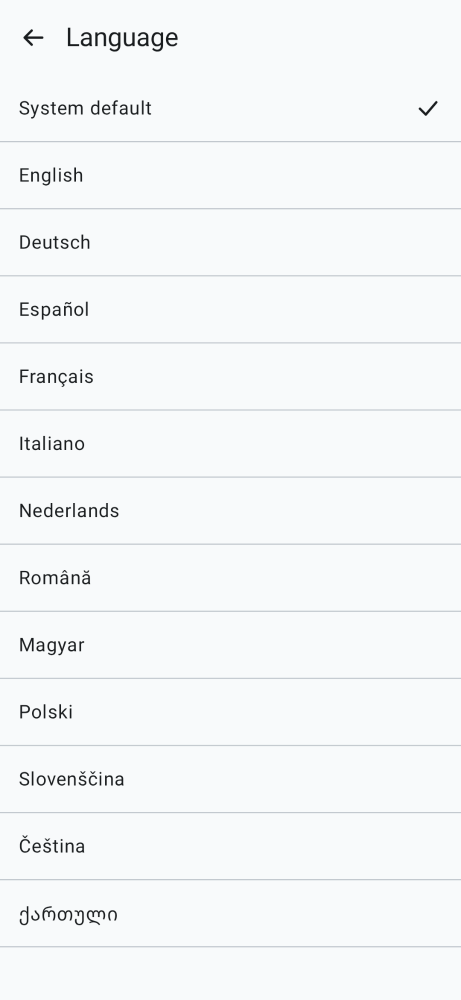 Language
System default
English
Deutsch
Español
Français
Italiano
Nederlands
Română
Magyar
Polski
Slovenščina
Čeština
ქართული